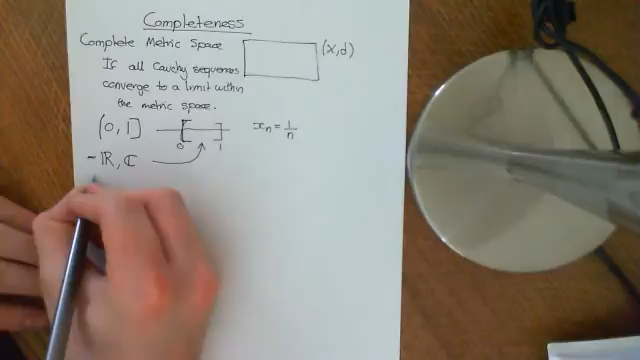 Completeness
Complete Metric Space
(X,d)
If all Cauchy sequences
converge to a limit within
the metric space.
(0,1]
0
1
xₙ = 1/n
~ ℝ, ℂ